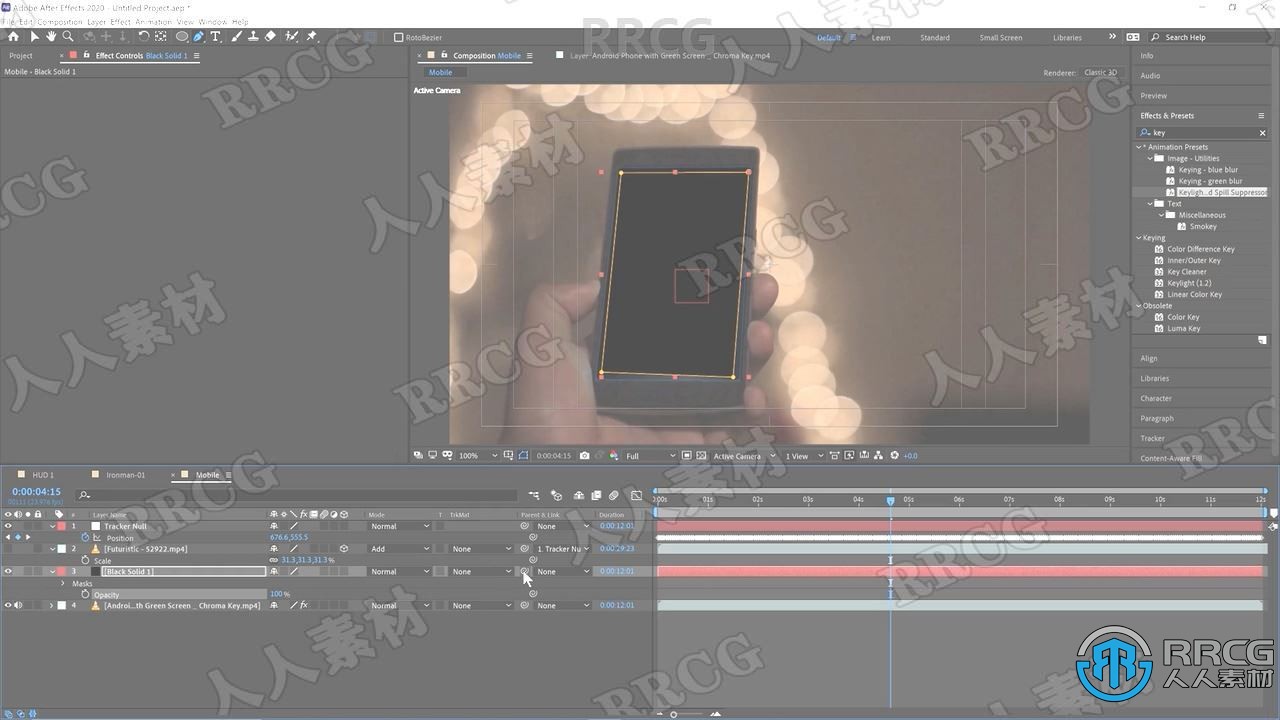 Adobe After Effects 2020 - Untitled Project.aep *
File Edit Composition Layer Effect Animation View Window Help
RotoBezier
Default
Learn
Standard
Small Screen
Libraries
Search Help
Project
Effect Controls Black Solid 1
Composition Mobile
Layer Android Phone with Green Screen _ Chroma Key.mp4
Info
Mobile - Black Solid 1
Mobile
Renderer: Classic 3D
Audio
Active Camera
Preview
Effects & Presets
key
* Animation Presets
Image - Utilities
Keying - blue blur
Keying - green blur
Keyligh...d Spill Suppressor
Text
Miscellaneous
Smokey
Keying
Color Difference Key
Inner/Outer Key
Key Cleaner
Keylight (1.2)
Linear Color Key
Obsolete
Color Key
Luma Key
Align
Libraries
Character
Paragraph
Tracker
Content-Aware Fill
100%
0:00:04:15
Full
Active Camera
1 View
+0.0
HUD 1
Ironman-01
Mobile
0:00:04:15
00111 (23.976 fps)
:00s 01s 02s 03s 04s 05s 06s 07s 08s 09s 10s 11s 12s
# Layer Name Mode T TrkMat Parent & Link Duration
1 Tracker Null Normal None 0:00:12:01
Position 676.6,555.5
2 [Futuristic - 52922.mp4] Add None 1. Tracker Nu 0:00:29:23
Scale 31.3,31.3,31.3%
3 [Black Solid 1] Normal None None 0:00:12:01
Masks
Opacity 100 %
4 [Androi...th Green Screen _ Chroma Key.mp4] Normal None None 0:00:12:01
RRCG
人人素材